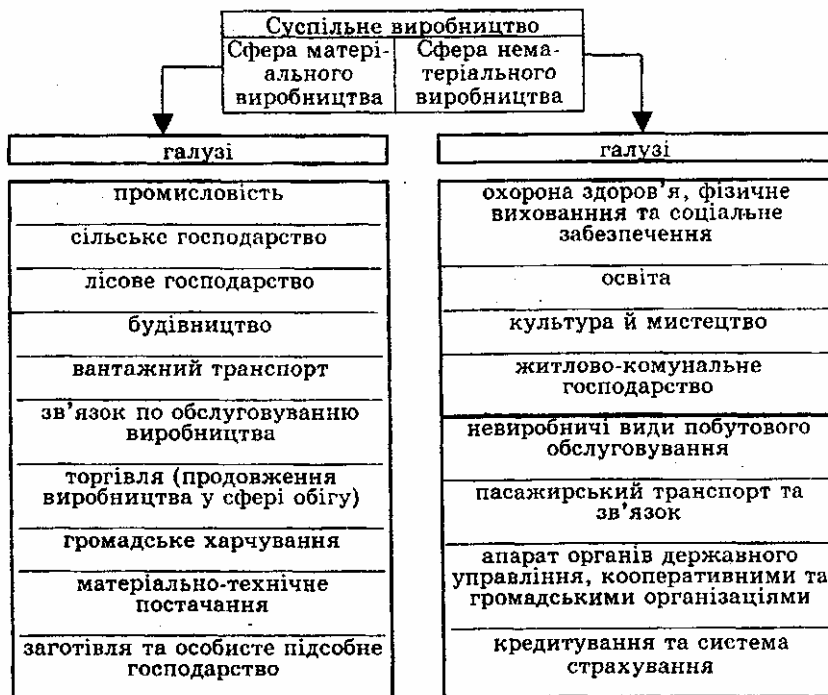 Суспільне виробництво
Сфера матері-
ального
виробництва
Сфера нема-
теріального
виробництва
галузі
промисловість
сільське господарство
лісове господарство
будівництво
вантажний транспорт
зв’язок по обслуговуванню
виробництва
торгівля (продовження
виробництва у сфері обігу)
громадське харчування
матеріально-технічне
постачання
заготівля та особисте підсобне
господарство
галузі
охорона здоров’я, фізичне
виховання та соціальне
забезпечення
освіта
культура й мистецтво
житлово-комунальне
господарство
невиробничі види побутового
обслуговування
пасажирський транспорт та
зв’язок
апарат органів державного
управління, кооперативними та
громадськими організаціями
кредитування та система
страхування